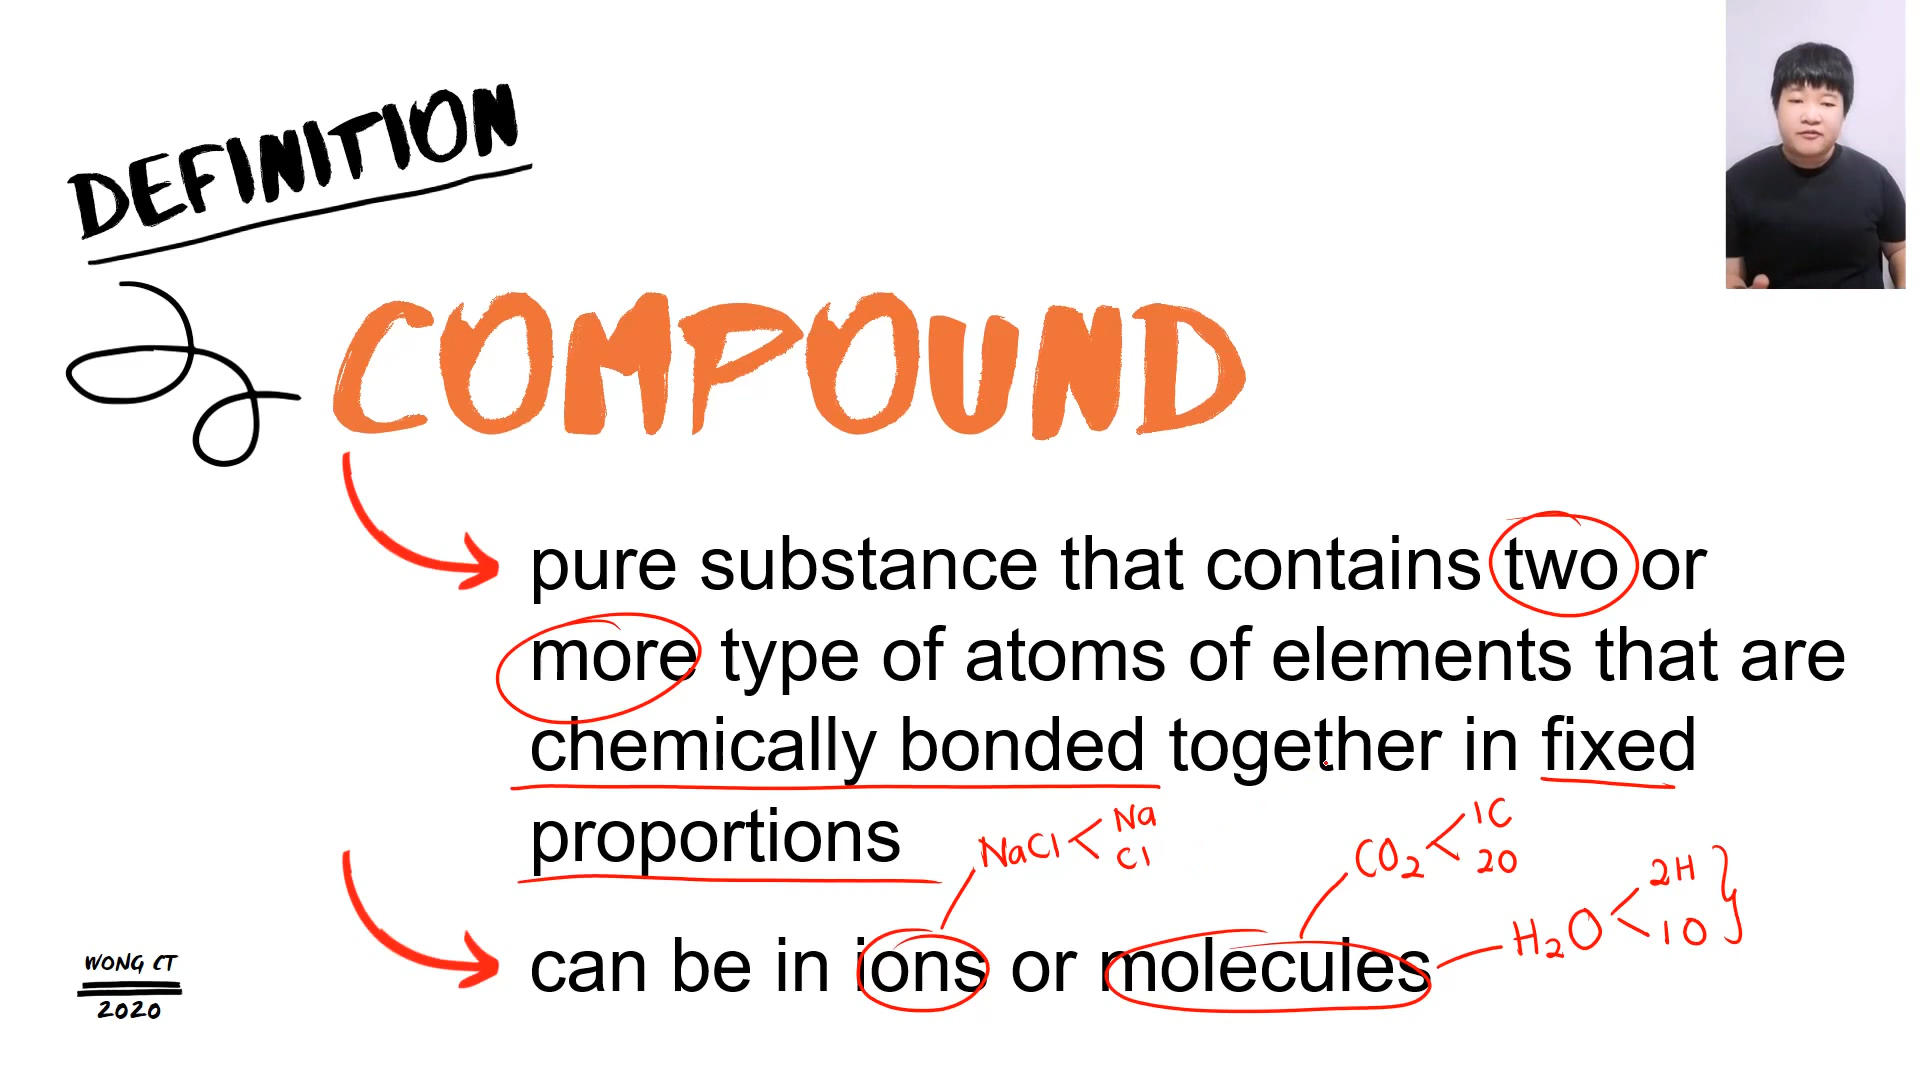 DEFINITION
COMPOUND
pure substance that contains two or
more type of atoms of elements that are
chemically bonded together in fixed
proportions
NaCl < Na
Cl
CO2 < 1C
2O
can be in ions or molecules
H2O < 2H
1O }
WONG CT
2020